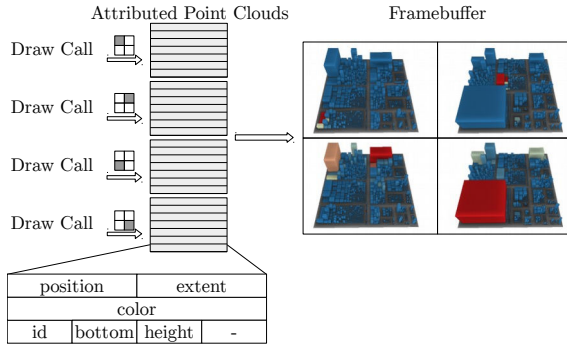 Attributed Point Clouds
Framebuffer
Draw Call
Draw Call
Draw Call
Draw Call
position extent
color
id bottom height -